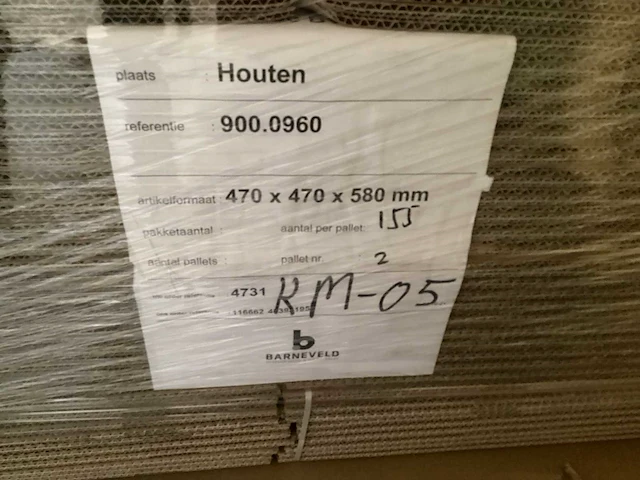 plaats : Houten
referentie : 900.0960
artikelformaat 470 x 470 x 580 mm
pakketaantal : aantal per pallet: 155
aantal pallets : pallet nr. : 2
4731 KM-05
116662
b
BARNEVELD